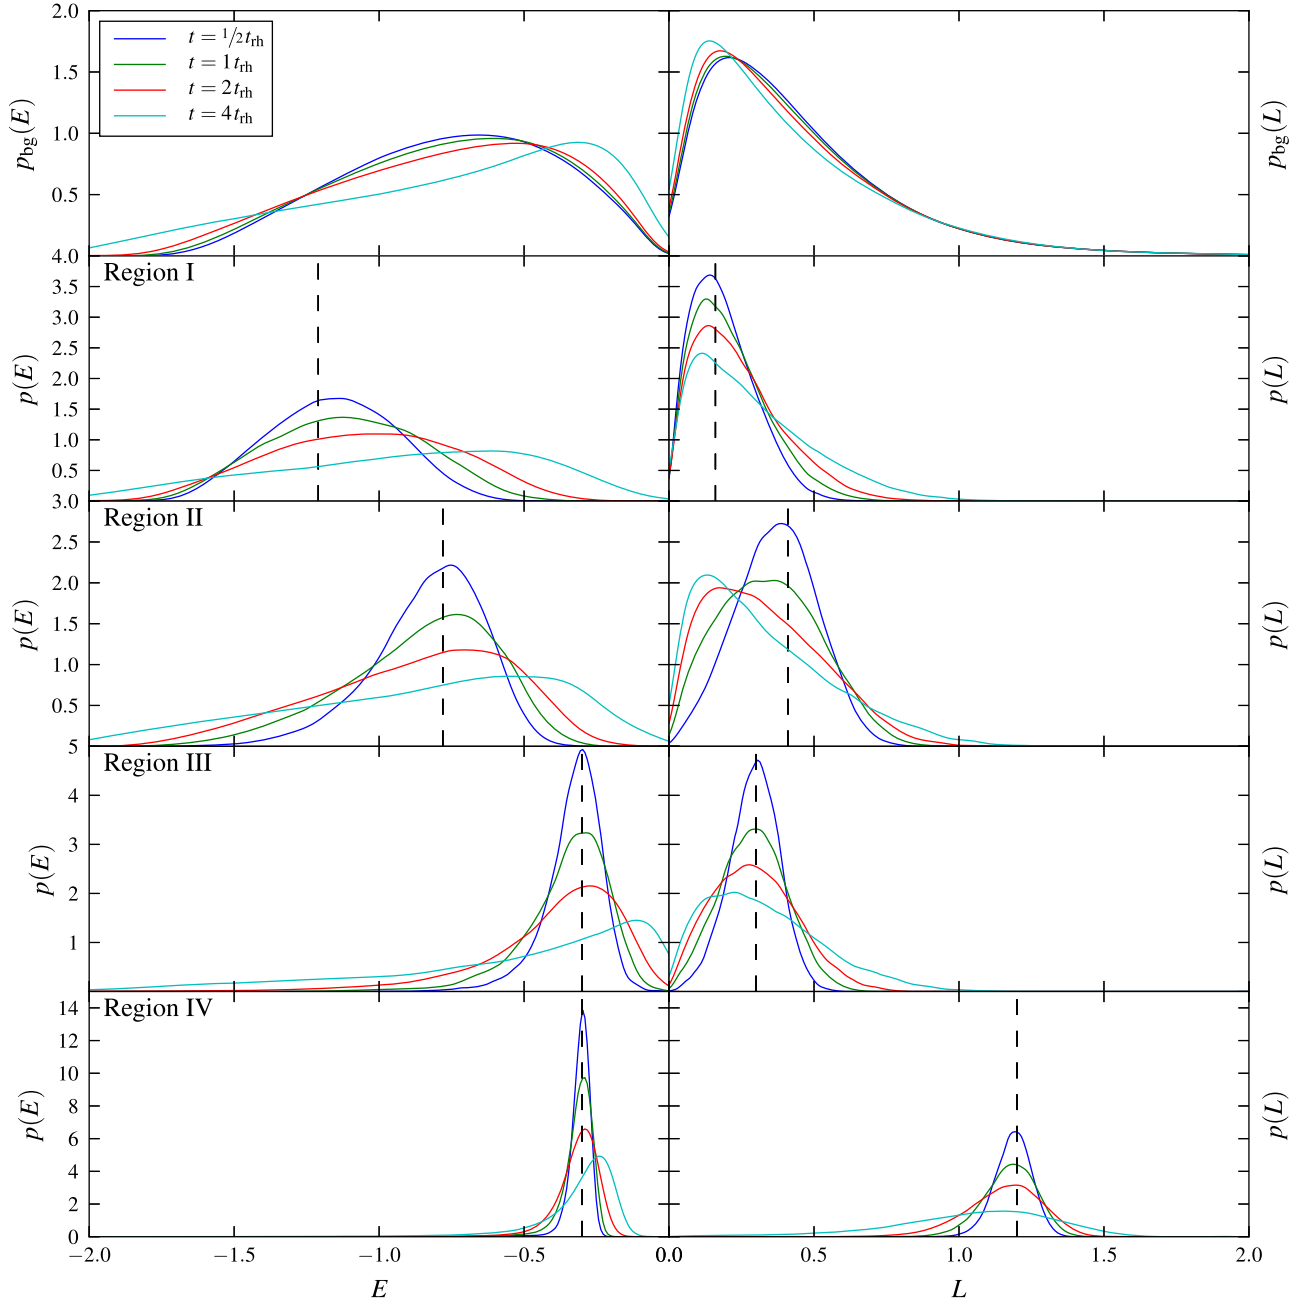 2.0
1.5
1.0
0.5
4.0
p_bg(E)
t = 1/2 t_rh
t = 1 t_rh
t = 2 t_rh
t = 4 t_rh
p_bg(L)
Region I
3.5
3.0
2.5
2.0
1.5
1.0
0.5
3.0
p(E)
p(L)
Region II
2.5
2.0
1.5
1.0
0.5
5
p(E)
p(L)
Region III
4
3
2
1
p(E)
p(L)
Region IV
14
12
10
8
6
4
2
0
p(E)
p(L)
−2.0 −1.5 −1.0 −0.5 0.0 0.0 0.5 1.0 1.5 2.0
E L